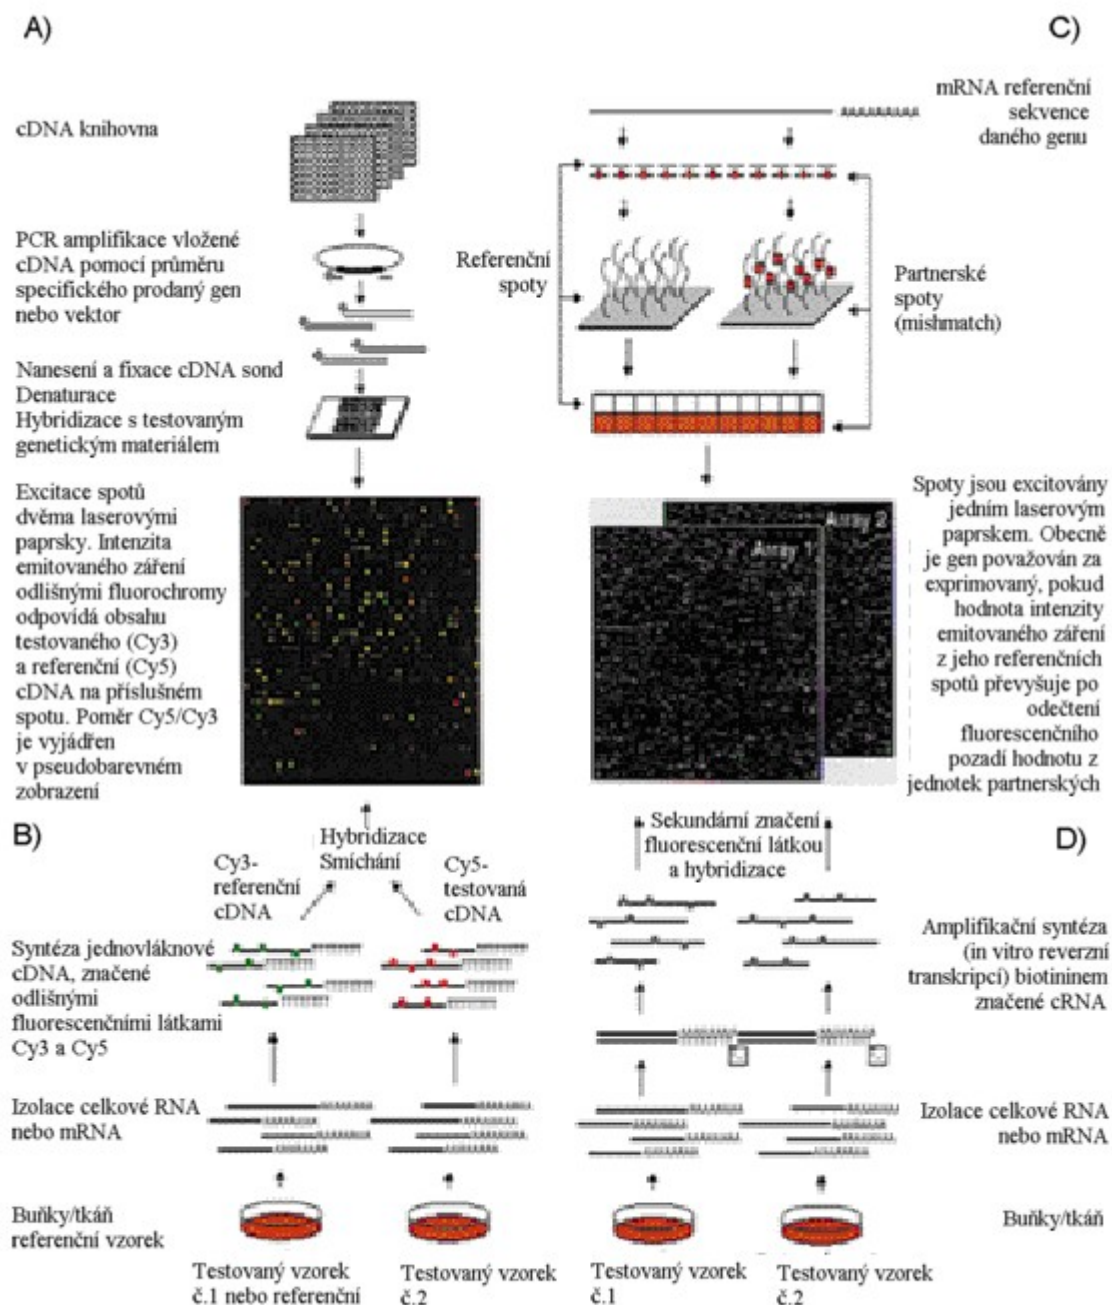 A)
cDNA knihovna
PCR amplifikace vložené
cDNA pomocí průměru
specifického prodaný gen
nebo vektor
Nanesení a fixace cDNA sond
Denaturace
Hybridizace s testovaným
genetickým materiálem
Excitace spotů
dvěma laserovými
paprsky. Intenzita
emitovaného záření
odlišnými fluorochromy
odpovídá obsahu
testovaného (Cy3)
a referenční (Cy5)
cDNA na příslušném
spotu. Poměr Cy5/Cy3
je vyjádřen
v pseudobarevném
zobrazení
C)
mRNA referenční
sekvence
daného genu
Referenční
spoty
Partnerské
spoty
(mishmatch)
Array 2
Array 1
Spoty jsou excitovány
jedním laserovým
paprskem. Obecně
je gen považován za
exprimovaný, pokud
hodnota intenzity
emitovaného záření
z jeho referenčních
spotů převyšuje po
odečtení
fluorescenčního
pozadí hodnotu z
jednotek partnerských
B)
Hybridizace
Smíchání
Cy3-
referenční
cDNA
Cy5-
testovaná
cDNA
Syntéza jednovláknové
cDNA, značené
odlišnými
fluorescenčními látkami
Cy3 a Cy5
Izolace celkové RNA
nebo mRNA
Buňky/tkáň
referenční vzorek
Testovaný vzorek
č.1 nebo referenční
Testovaný vzorek
č.2
D)
Sekundární značení
fluorescenční látkou
a hybridizace
Amplifikační syntéza
(in vitro reverzní
transkripcí) biotininem
značené cRNA
Izolace celkové RNA
nebo mRNA
Buňky/tkáň
Testovaný vzorek
č.1
Testovaný vzorek
č.2